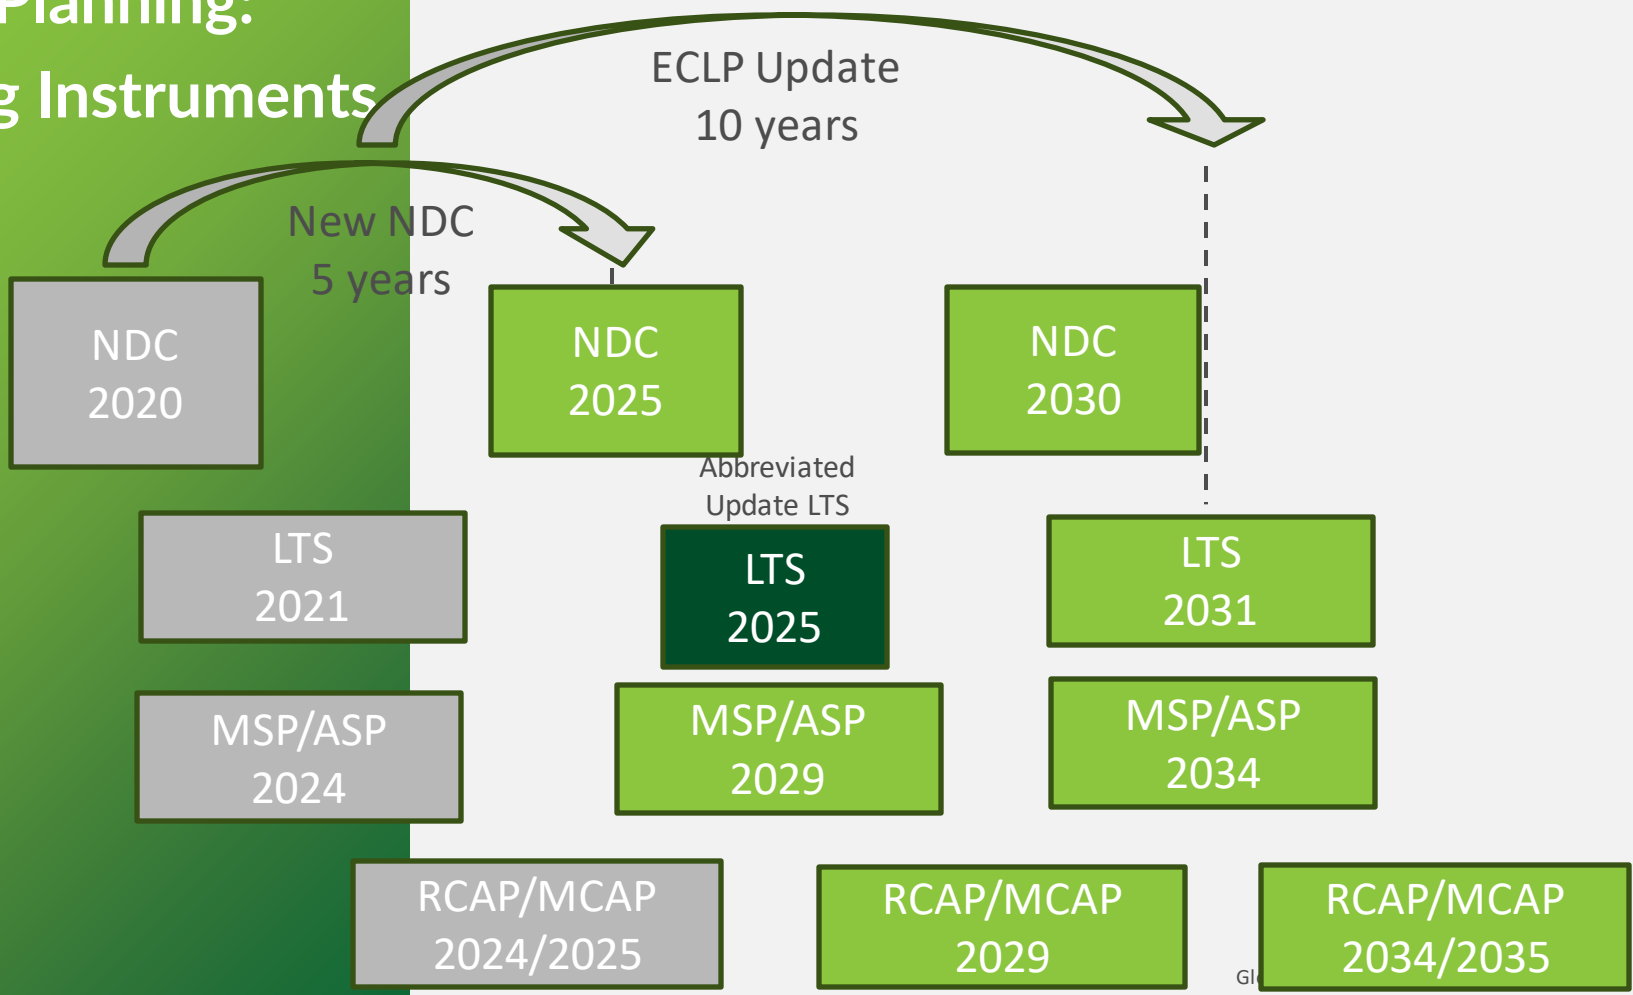 Planning:
g Instruments
ECLP Update
10 years
New NDC
5 years
NDC
2020
NDC
2025
NDC
2030
Abbreviated
Update LTS
LTS
2021
LTS
2025
LTS
2031
MSP/ASP
2024
MSP/ASP
2029
MSP/ASP
2034
RCAP/MCAP
2024/2025
RCAP/MCAP
2029
RCAP/MCAP
2034/2035